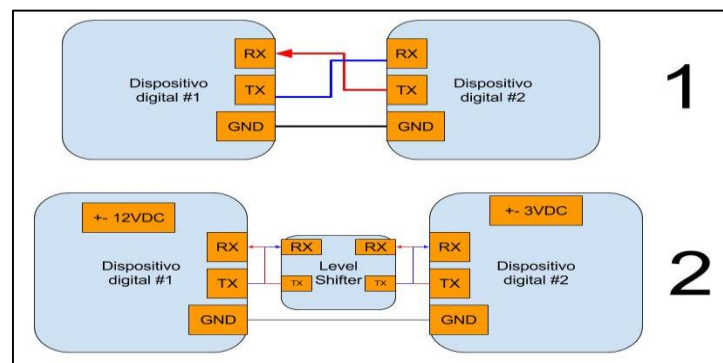 RX
RX
Dispositivo
digital #1
TX
Dispositivo
digital #2
TX
GND
GND
1
+- 12VDC
+- 3VDC
RX
RX
RX
RX
Dispositivo
digital #1
TX
Level
Shifter
TX
TX
TX
Dispositivo
digital #2
GND
GND
2